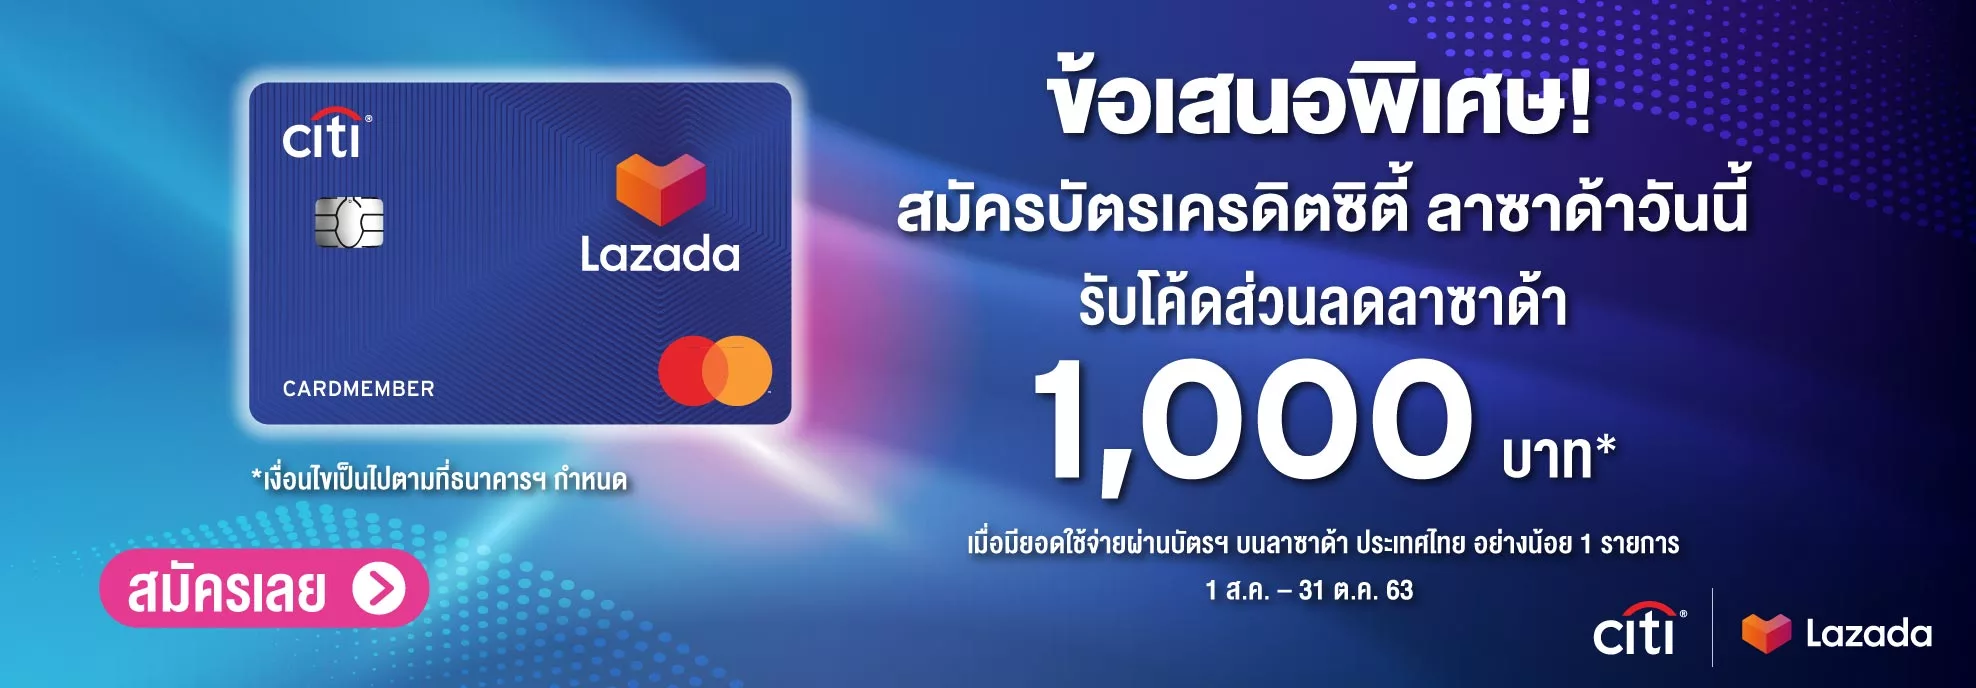 citi®
Lazada
CARDMEMBER
*เงื่อนไขเป็นไปตามที่ธนาคารฯ กำหนด
สมัครเลย
ข้อเสนอพิเศษ!
สมัครบัตรเครดิตซิตี้ ลาซาด้าวันนี้
รับโค้ดส่วนลดลาซาด้า
1,000 บาท*
เมื่อมียอดใช้จ่ายผ่านบัตรฯ บนลาซาด้า ประเทศไทย อย่างน้อย 1 รายการ
1 ส.ค. – 31 ต.ค. 63
citi® Lazada